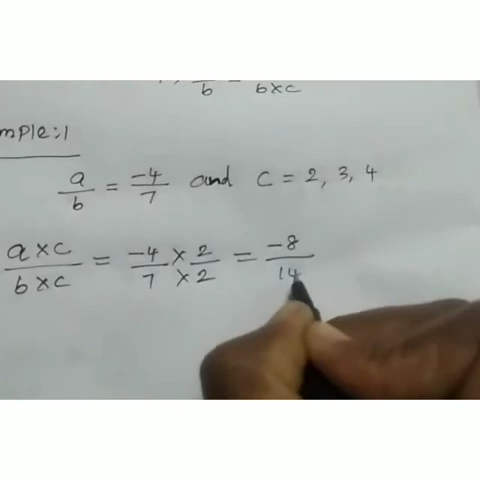 b b×c
mple:1
a/b = -4/7 and c = 2, 3, 4
a×c/b×c = -4×2/7×2 = -8/14